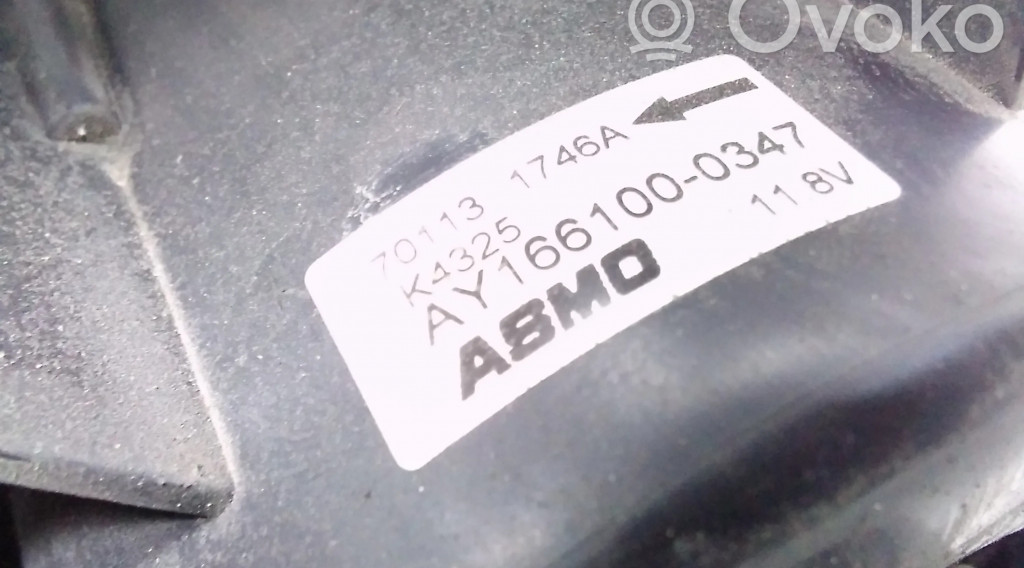 Ovoko
70113 1746A
K4325
AY166100-0347
11.8V
ASMO